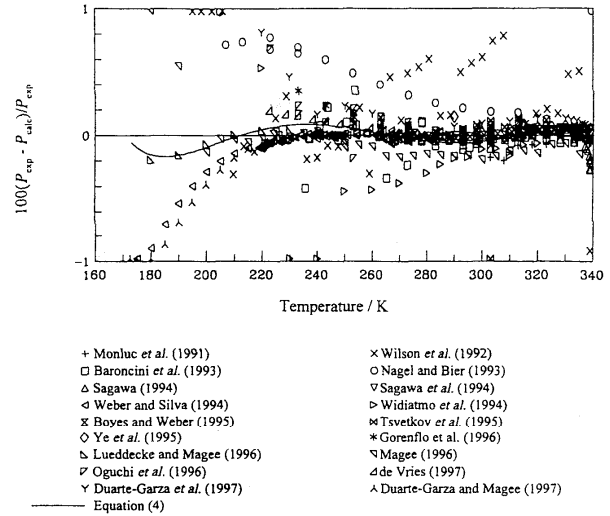 1
0
-1
100(P_exp - P_calc)/P_exp
160 180 200 220 240 260 280 300 320 340
Temperature / K
+ Monluc et al. (1991)
× Wilson et al. (1992)
□ Baroncini et al. (1993)
○ Nagel and Bier (1993)
△ Sagawa (1994)
▽ Sagawa et al. (1994)
◁ Weber and Silva (1994)
▷ Widiatmo et al. (1994)
⧖ Boyes and Weber (1995)
⋈ Tsvetkov et al. (1995)
◇ Ye et al. (1995)
* Gorenflo et al. (1996)
◺ Lueddecke and Magee (1996)
◹ Magee (1996)
◸ Oguchi et al. (1996)
◿ de Vries (1997)
Y Duarte-Garza et al. (1997)
⅄ Duarte-Garza and Magee (1997)
—— Equation (4)